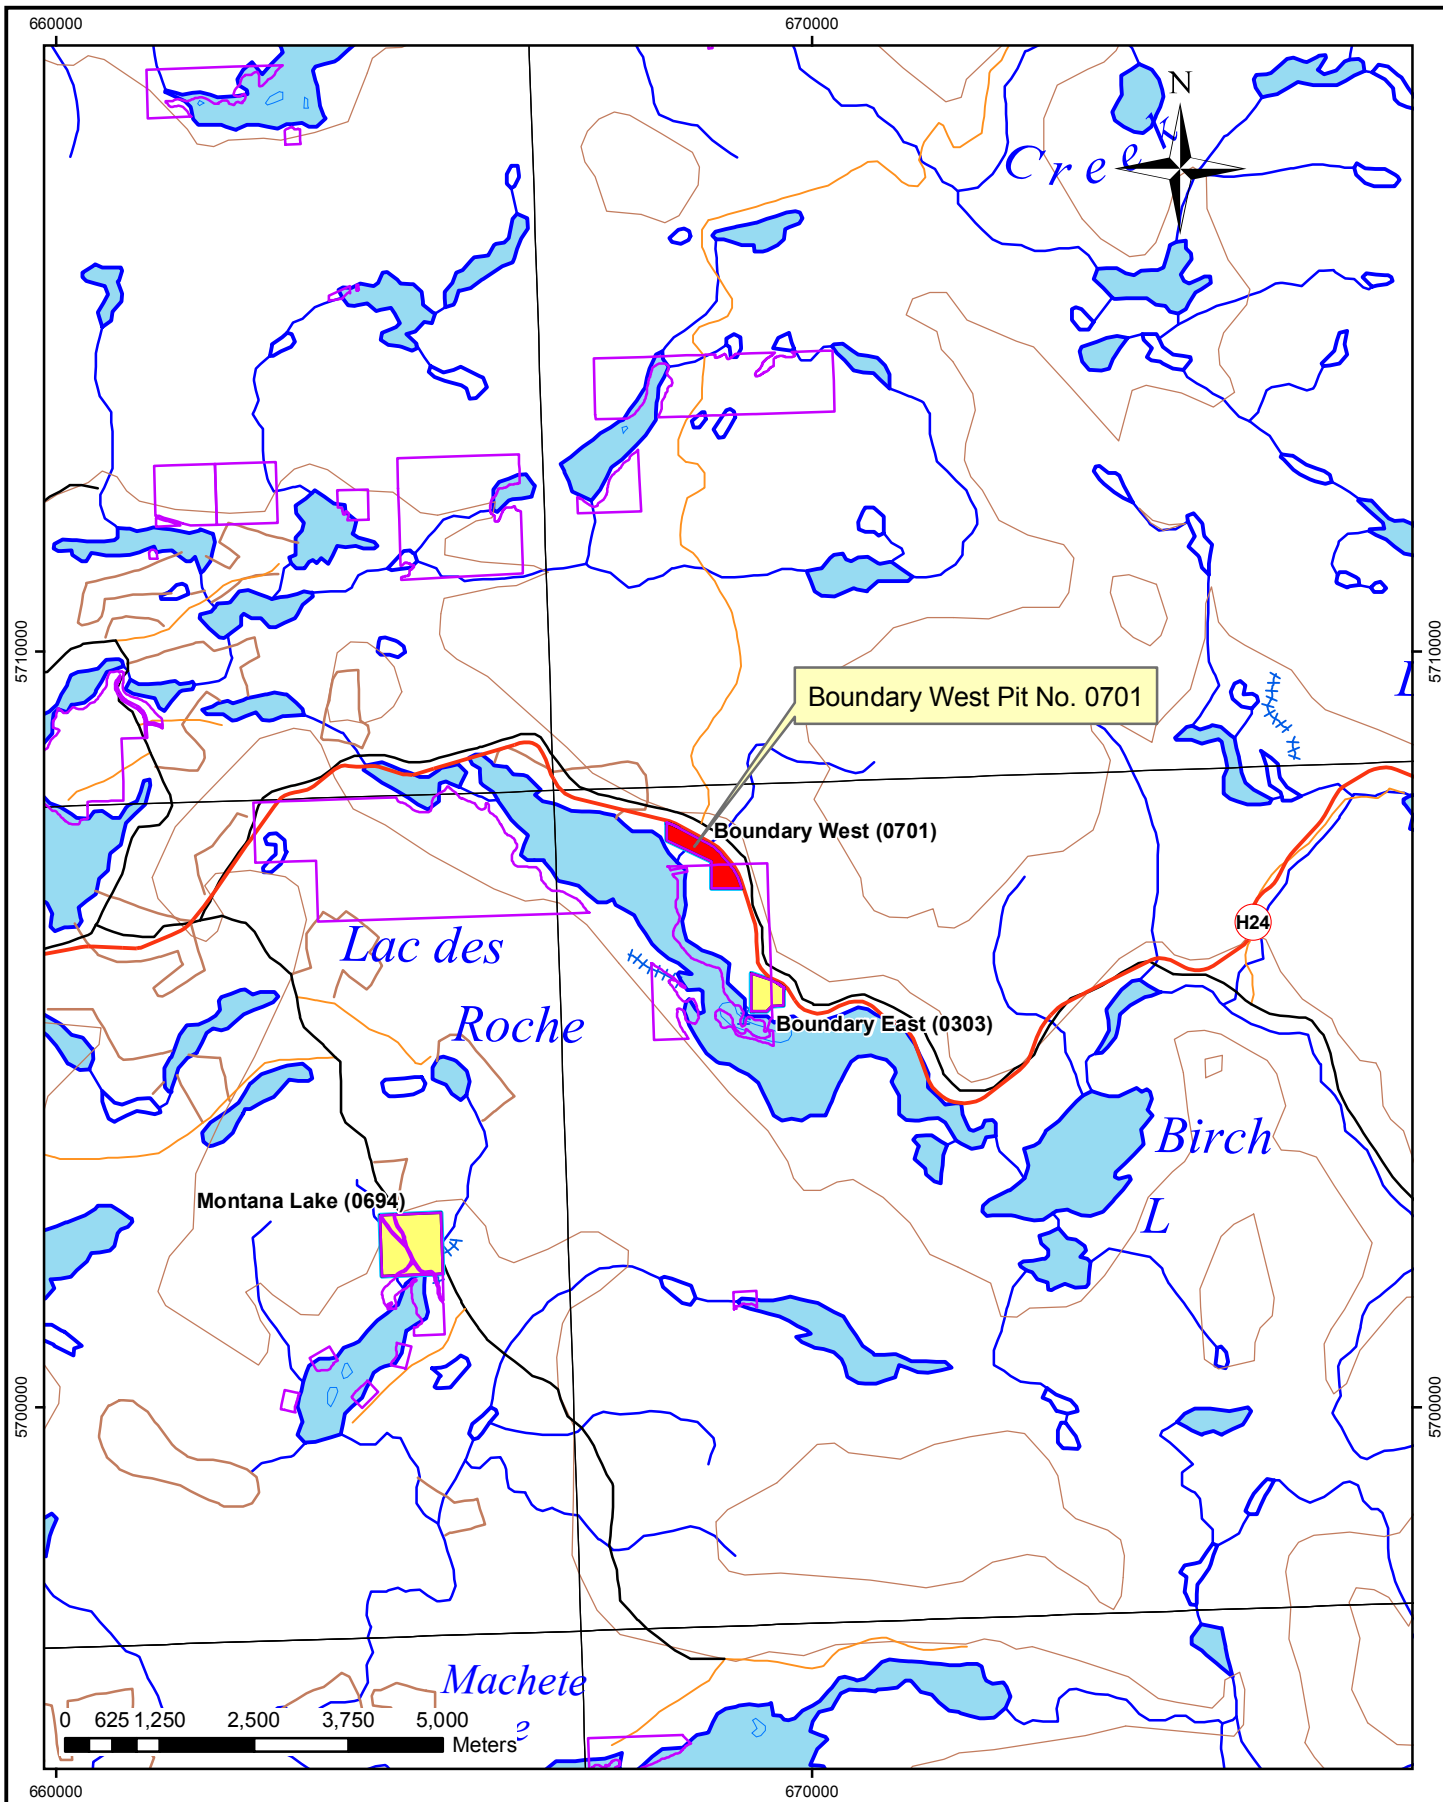 660000
670000
N
Creek
5710000
5710000
L
Boundary West Pit No. 0701
Boundary West (0701)
H24
Lac des
Roche
Boundary East (0303)
Birch
L
Montana Lake (0694)
5700000
5700000
Machete
e
0 625 1,250 2,500 3,750 5,000
Meters
660000
670000